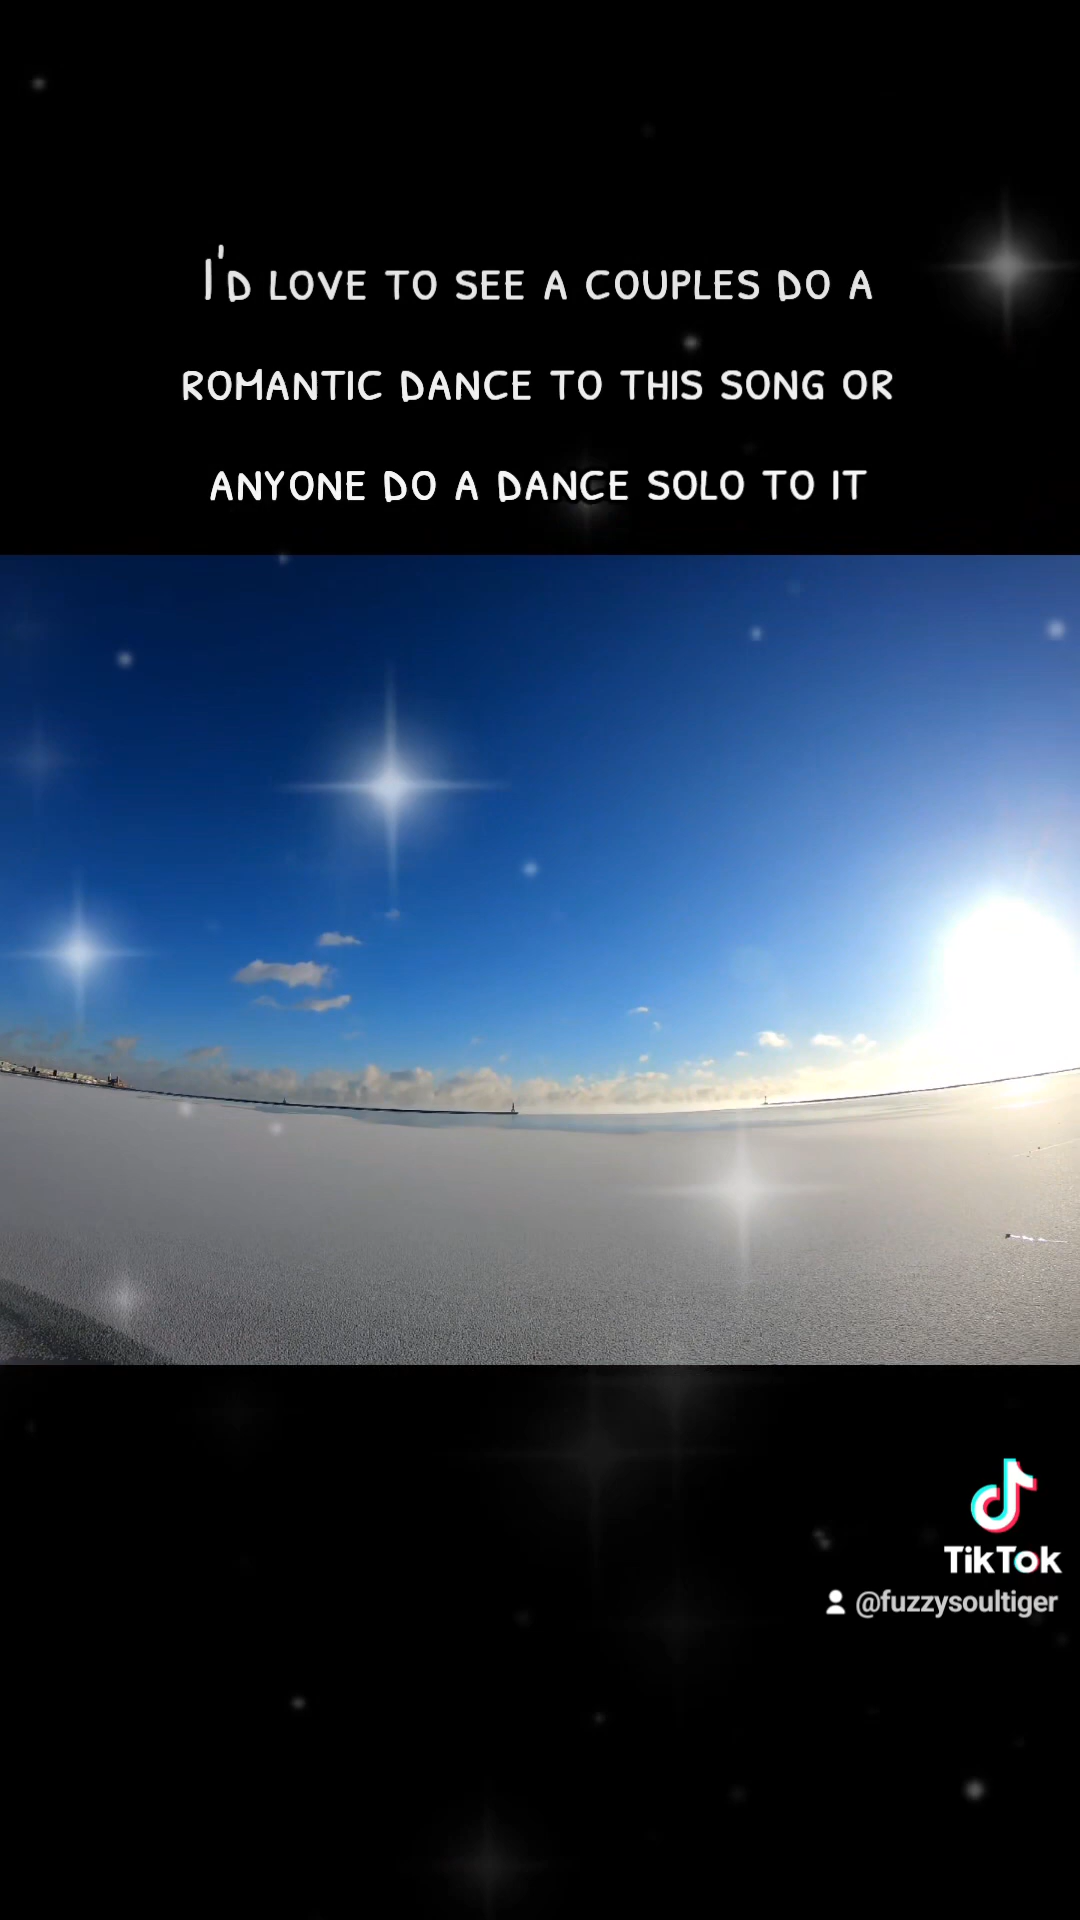 I'D LOVE TO SEE A COUPLES DO A
ROMANTIC DANCE TO THIS SONG OR
ANYONE DO A DANCE SOLO TO IT
TikTok
@fuzzysoultiger